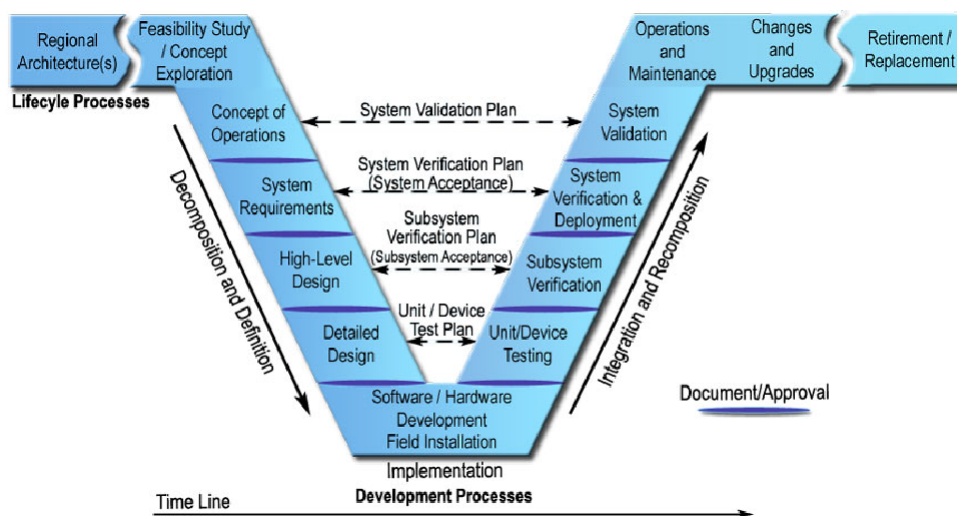 Regional
Architecture(s)
Feasibility Study
/ Concept
Exploration
Operations
and
Maintenance
Changes
and
Upgrades
Retirement /
Replacement
Lifecyle Processes
Concept of
Operations
System Validation Plan
System
Validation
System
Requirements
System Verification Plan
(System Acceptance)
System
Verification &
Deployment
High-Level
Design
Subsystem
Verification Plan
(Subsystem Acceptance)
Subsystem
Verification
Detailed
Design
Unit / Device
Test Plan
Unit/Device
Testing
Decomposition and Definition
Integration and Recomposition
Software / Hardware
Development
Field Installation
Document/Approval
Implementation
Development Processes
Time Line